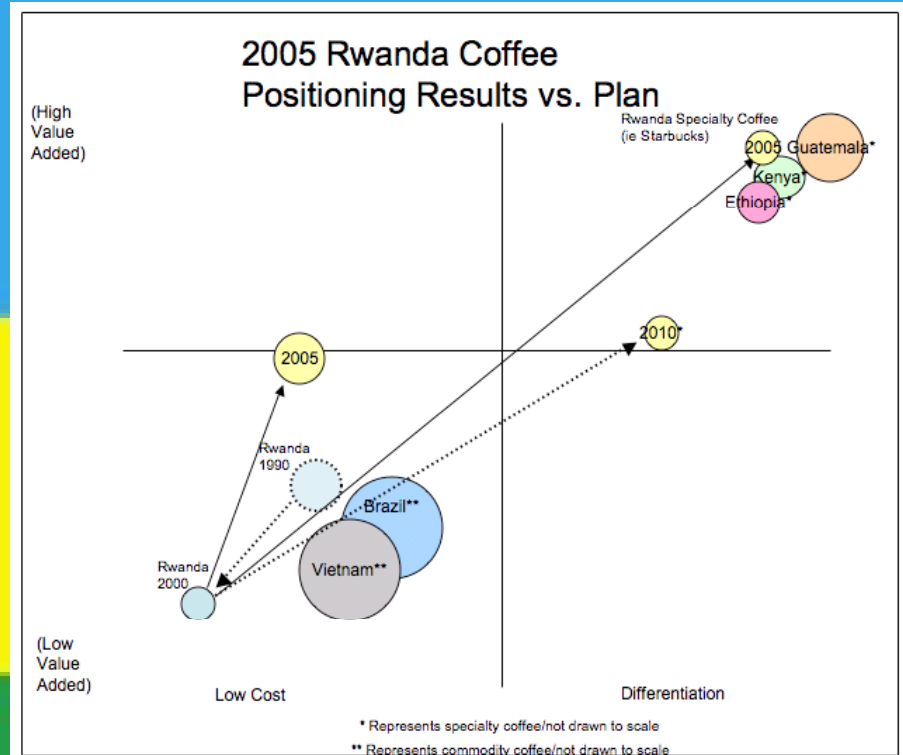 2005 Rwanda Coffee
Positioning Results vs. Plan
(High
Value
Added)
Rwanda Specialty Coffee
(ie Starbucks)
2005
Guatemala*
Kenya*
Ethiopia*
2010*
2005
Rwanda
1990
Brazil**
Vietnam**
Rwanda
2000
(Low
Value
Added)
Low Cost
Differentiation
* Represents specialty coffee/not drawn to scale
** Represents commodity coffee/not drawn to scale